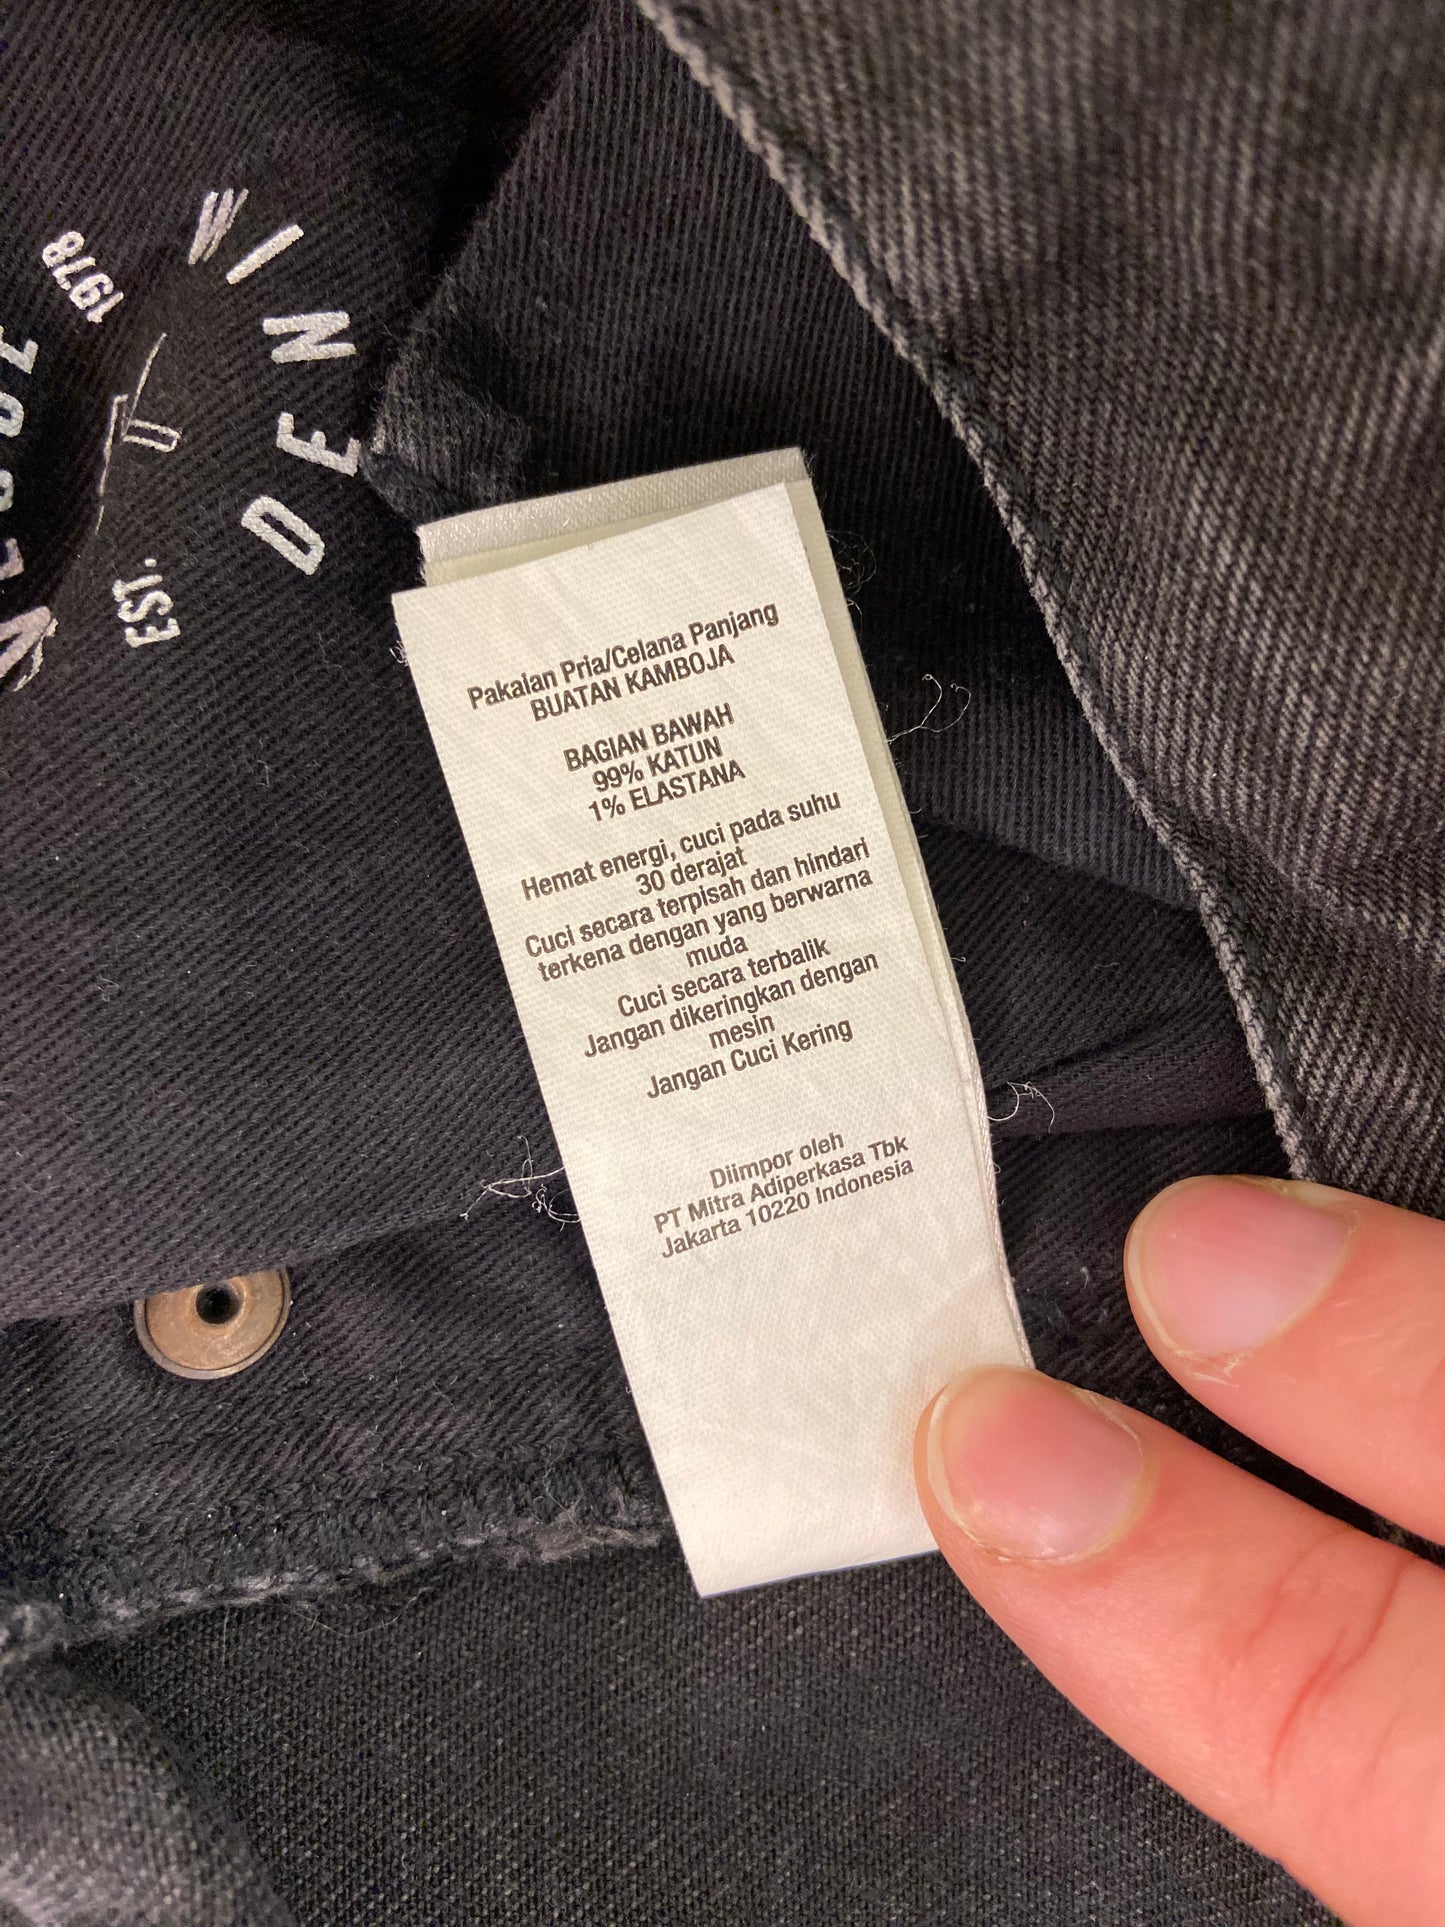 1978
DENI
EST.
Pakaian Pria/Celana Panjang
BUATAN KAMBOJA
BAGIAN BAWAH
99% KATUN
1% ELASTANA
Hemat energi, cuci pada suhu
30 derajat
Cuci secara terpisah dan hindari
terkena dengan yang berwarna
muda
Cuci secara terbalik
Jangan dikeringkan dengan
mesin
Jangan Cuci Kering
Diimpor oleh
PT Mitra Adiperkasa Tbk
Jakarta 10220 Indonesia